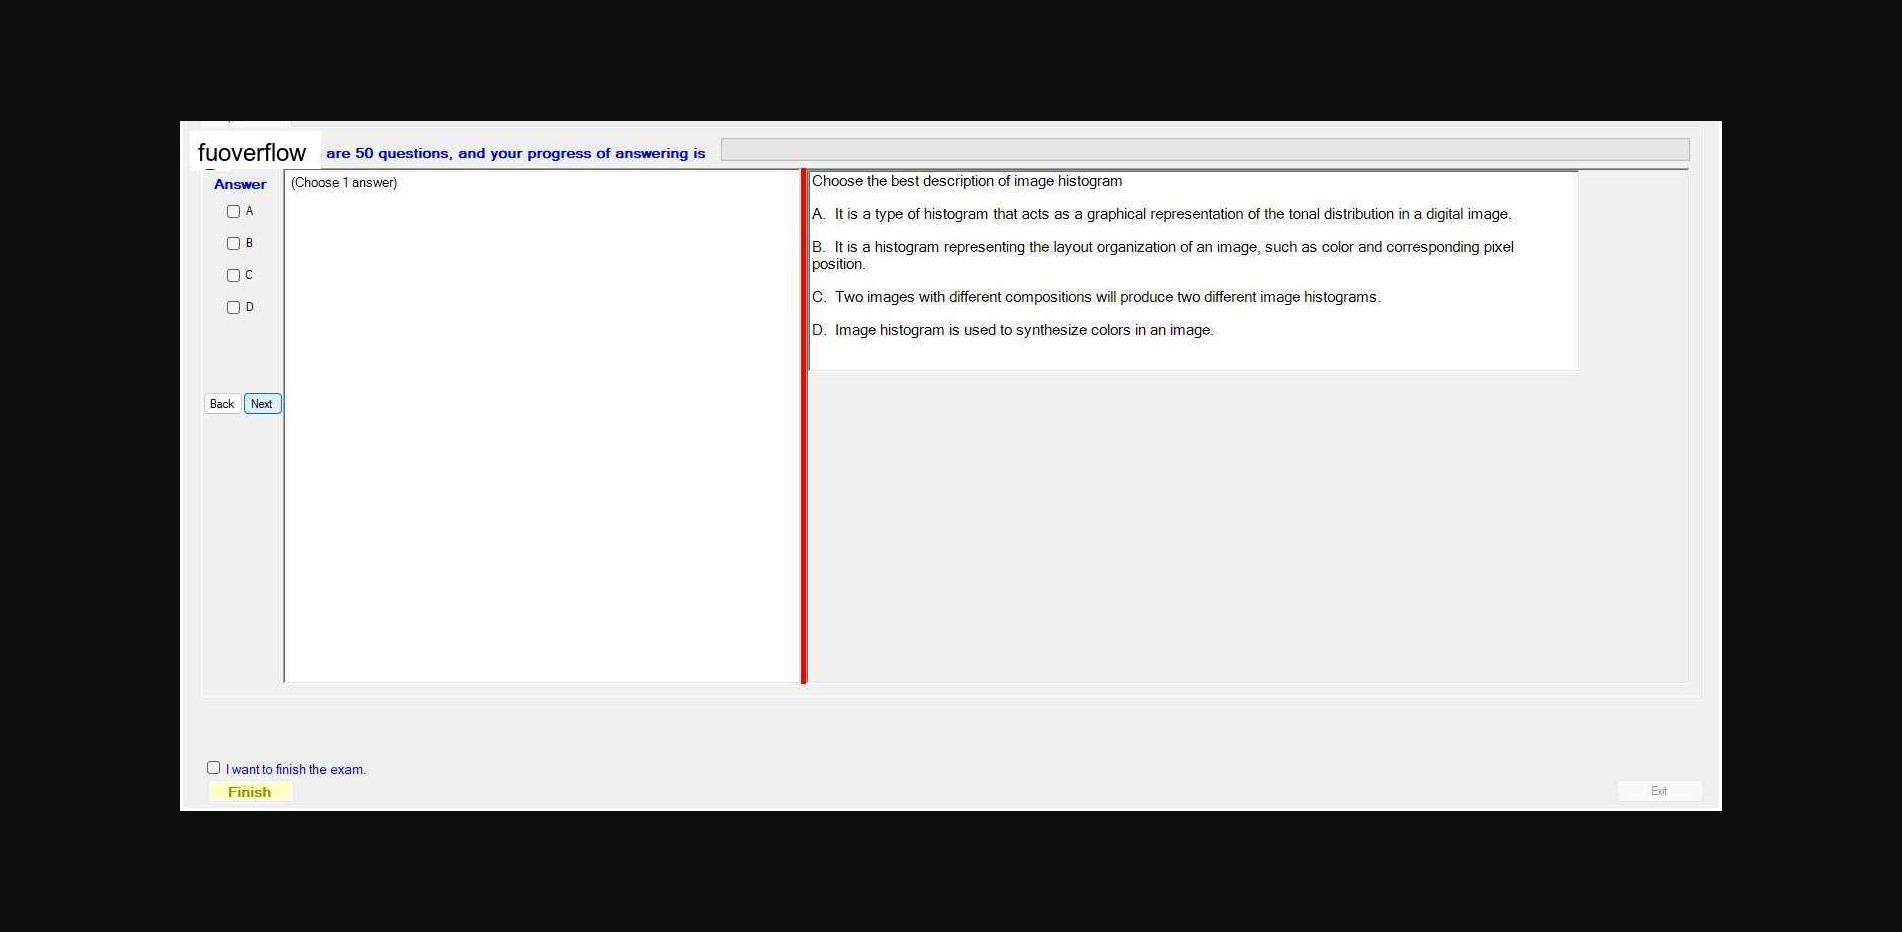 fuoverflow are 50 questions, and your progress of answering is
Answer
A
B
C
D
Back Next
(Choose 1 answer)
Choose the best description of image histogram
A. It is a type of histogram that acts as a graphical representation of the tonal distribution in a digital image.
B. It is a histogram representing the layout organization of an image, such as color and corresponding pixel
position.
C. Two images with different compositions will produce two different image histograms.
D. Image histogram is used to synthesize colors in an image.
I want to finish the exam.
Finish
Exit